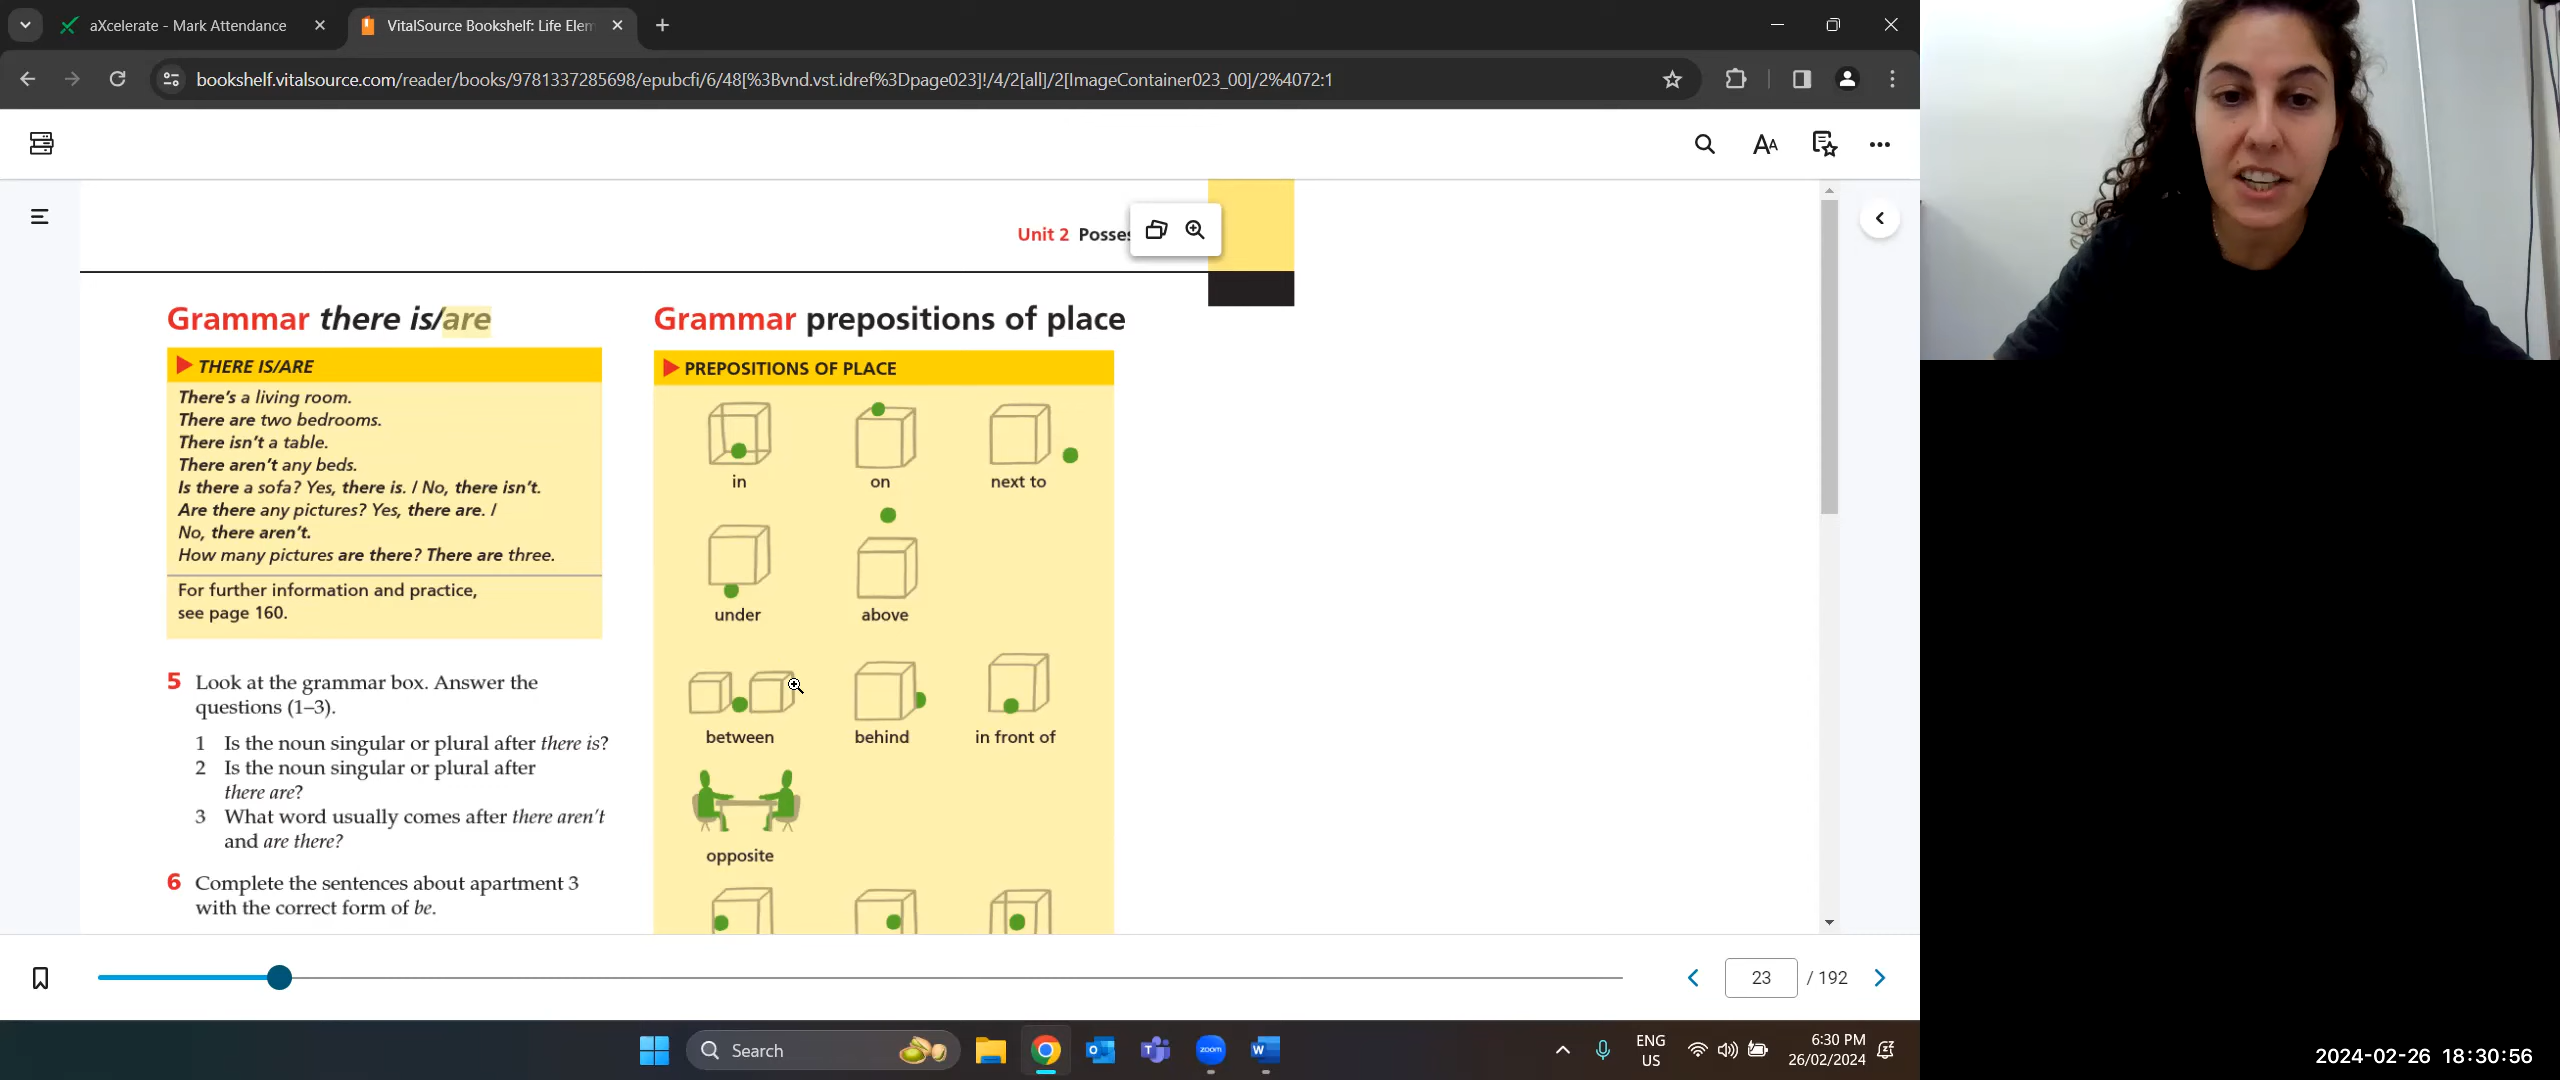 aXcelerate - Mark Attendance
VitalSource Bookshelf: Life Elem
bookshelf.vitalsource.com/reader/books/9781337285698/epubcfi/6/48[%3Bvnd.vst.idref%3Dpage023]!/4/2[all]/2[ImageContainer023_00]/2%4072:1
AA
Unit 2 Posses
Grammar there is/are
THERE IS/ARE
There's a living room.
There are two bedrooms.
There isn't a table.
There aren't any beds.
Is there a sofa? Yes, there is. / No, there isn't.
Are there any pictures? Yes, there are. /
No, there aren't.
How many pictures are there? There are three.
For further information and practice,
see page 160.
5 Look at the grammar box. Answer the
questions (1–3).
1 Is the noun singular or plural after there is?
2 Is the noun singular or plural after
there are?
3 What word usually comes after there aren't
and are there?
6 Complete the sentences about apartment 3
with the correct form of be.
Grammar prepositions of place
PREPOSITIONS OF PLACE
in on next to
under above
between behind in front of
opposite
23 / 192
Search
zoom
ENG
US
6:30 PM
26/02/2024
2024-02-26 18:30:56